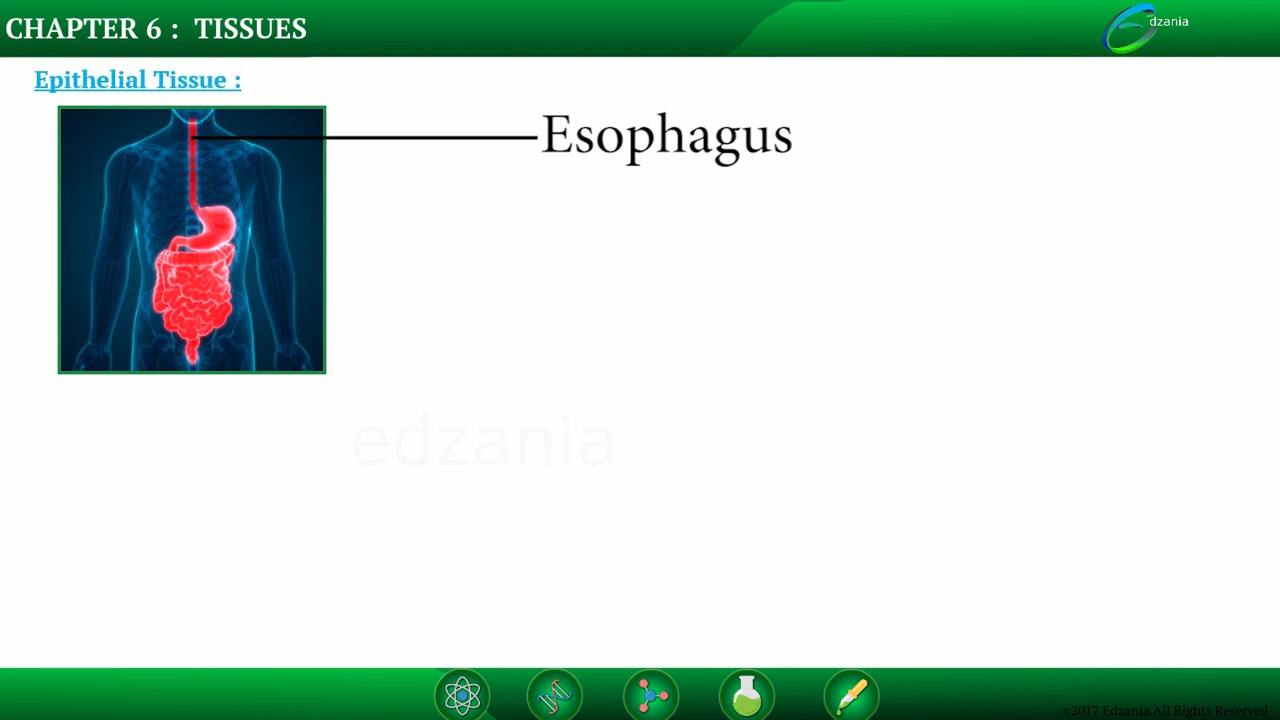 CHAPTER 6 :  TISSUES
dzania
Epithelial Tissue :
Esophagus
edzania
©2017 Edzania.All Rights Reserved.